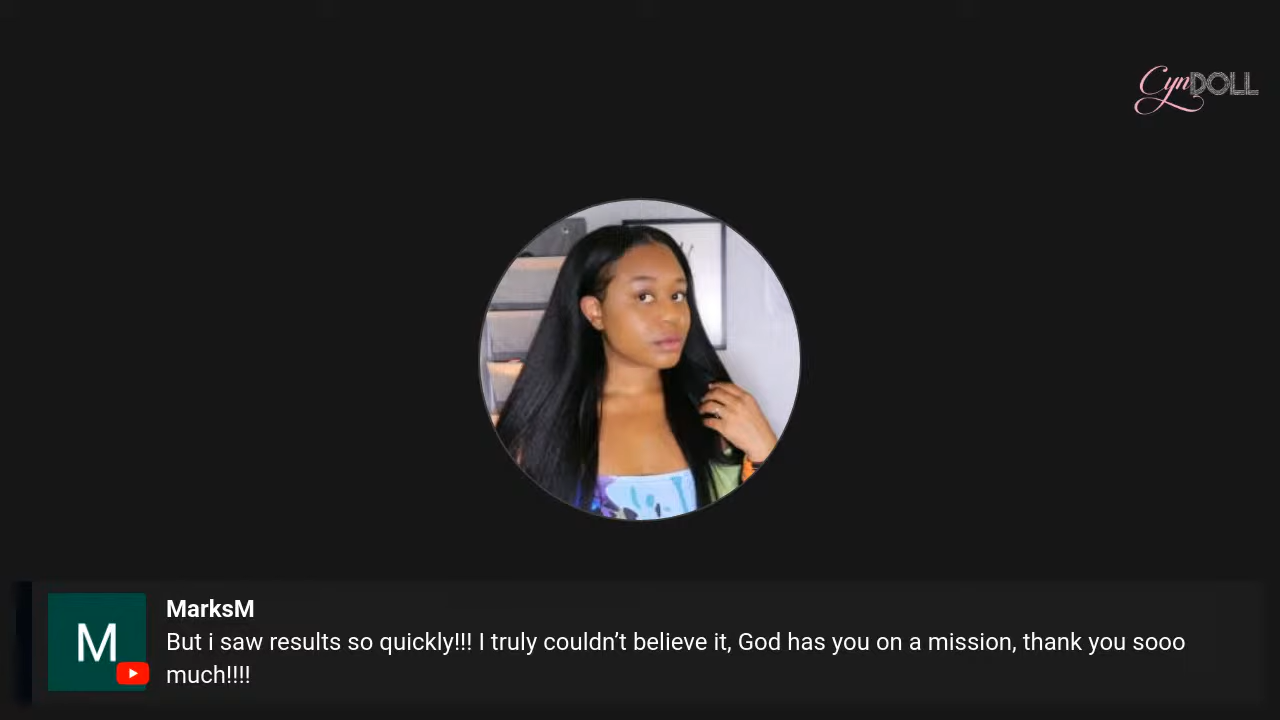 CynDOLL
M
MarksM
But i saw results so quickly!!! I truly couldn’t believe it, God has you on a mission, thank you sooo
much!!!!